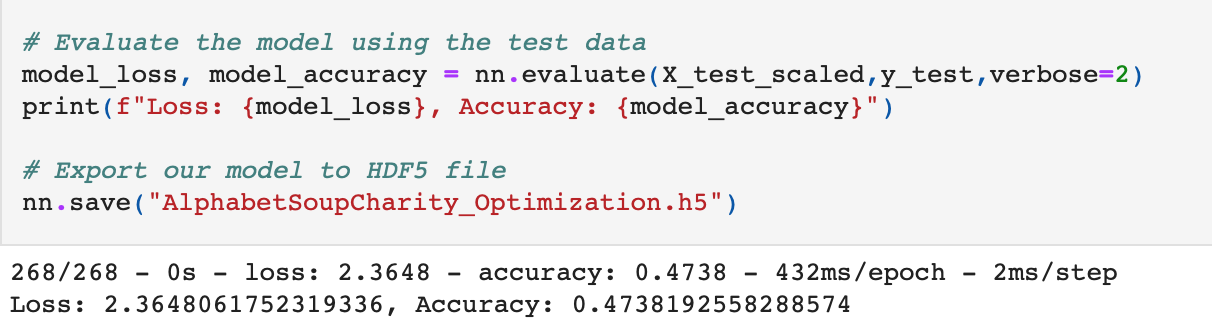 # Evaluate the model using the test data
model_loss, model_accuracy = nn.evaluate(X_test_scaled,y_test,verbose=2)
print(f"Loss: {model_loss}, Accuracy: {model_accuracy}")
# Export our model to HDF5 file
nn.save("AlphabetSoupCharity_Optimization.h5")
268/268 - 0s - loss: 2.3648 - accuracy: 0.4738 - 432ms/epoch - 2ms/step
Loss: 2.3648061752319336, Accuracy: 0.4738192558288574